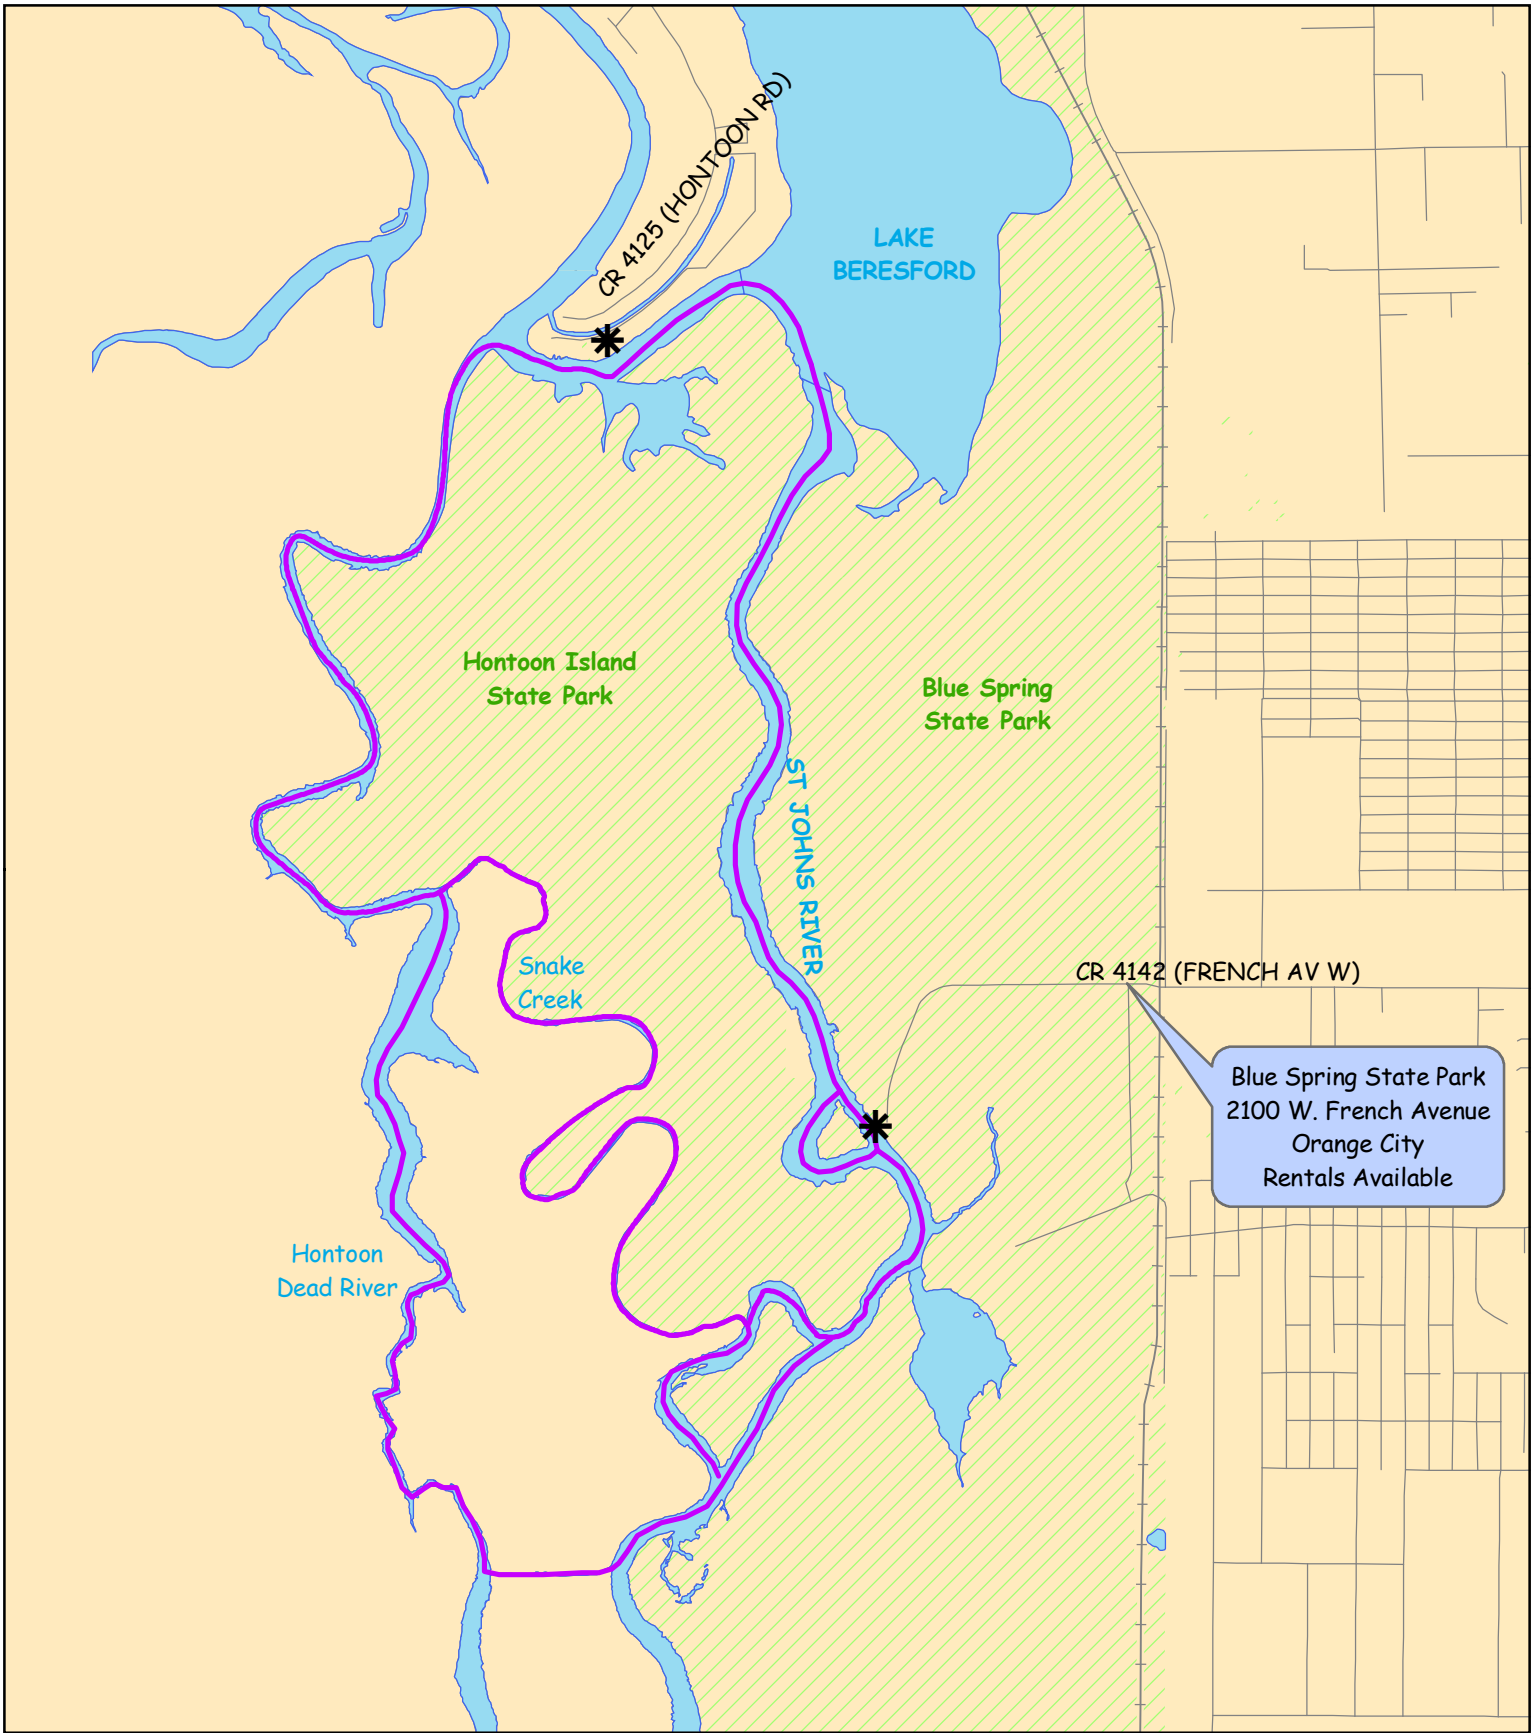 CR 4125 (HONTOON RD)
LAKE
BERESFORD
Hontoon Island
State Park
Blue Spring
State Park
ST JOHNS RIVER
Snake
Creek
CR 4142 (FRENCH AV W)
Blue Spring State Park
2100 W. French Avenue
Orange City
Rentals Available
Hontoon
Dead River